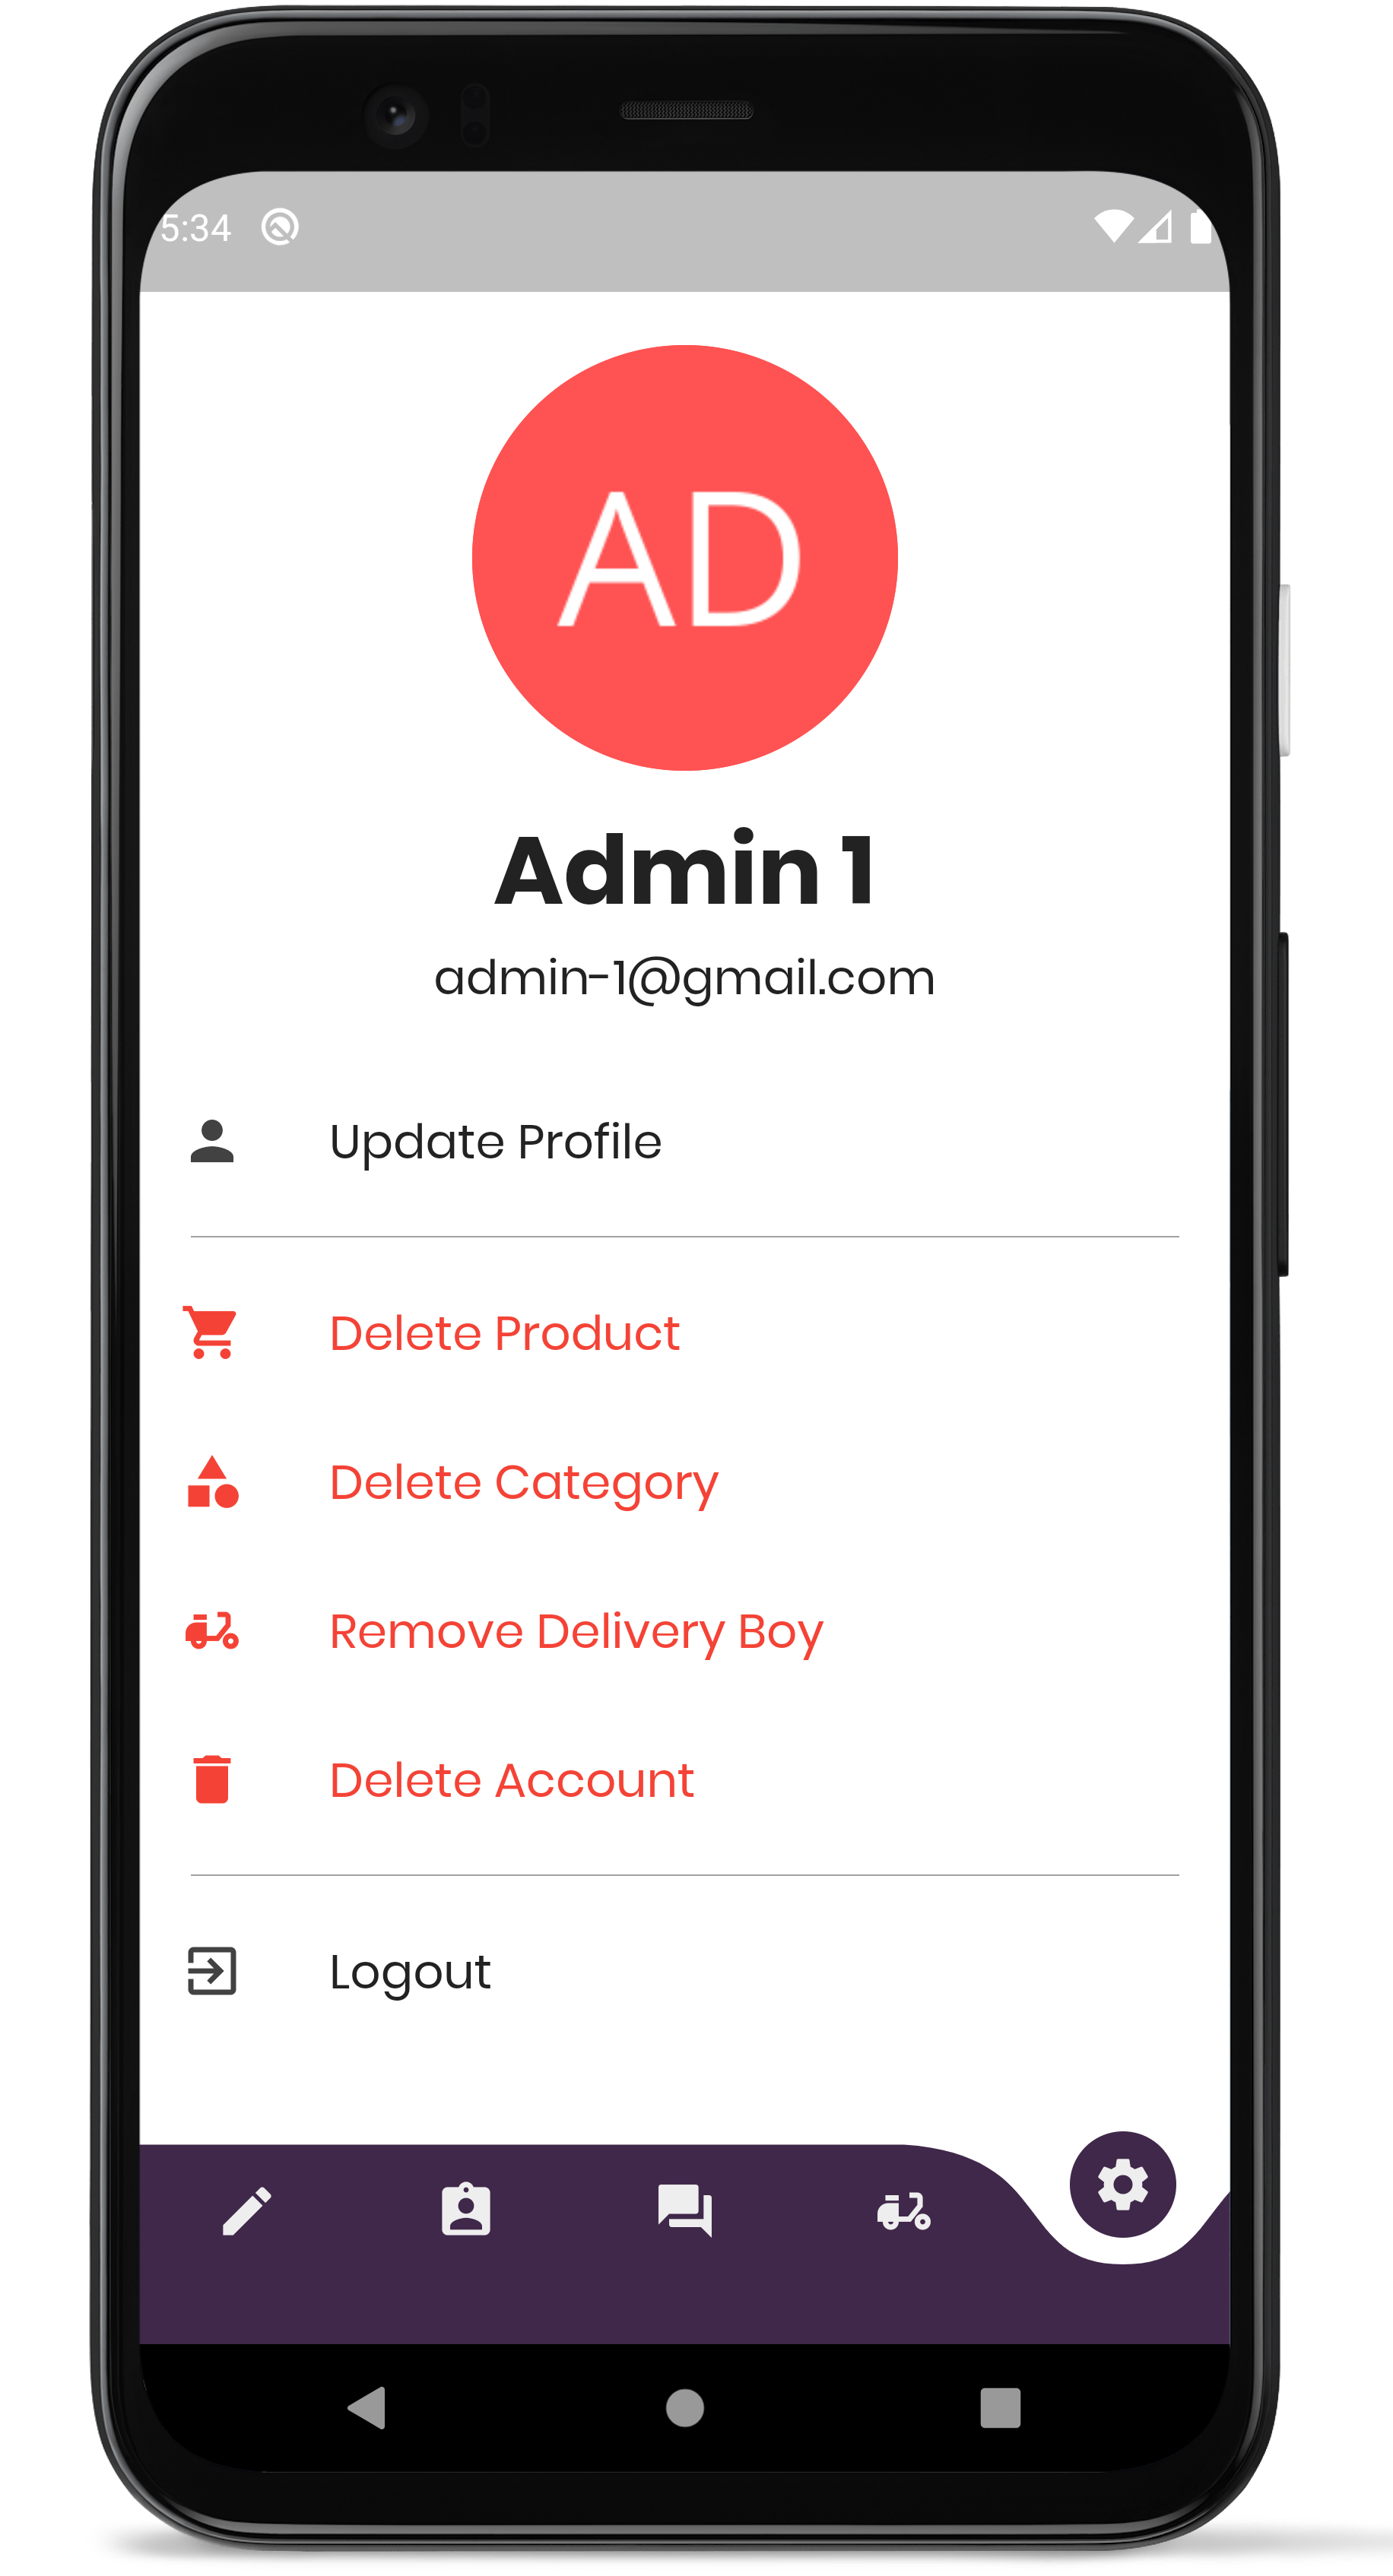 5:34
AD
Admin 1
admin-1@gmail.com
Update Profile
Delete Product
Delete Category
Remove Delivery Boy
Delete Account
Logout